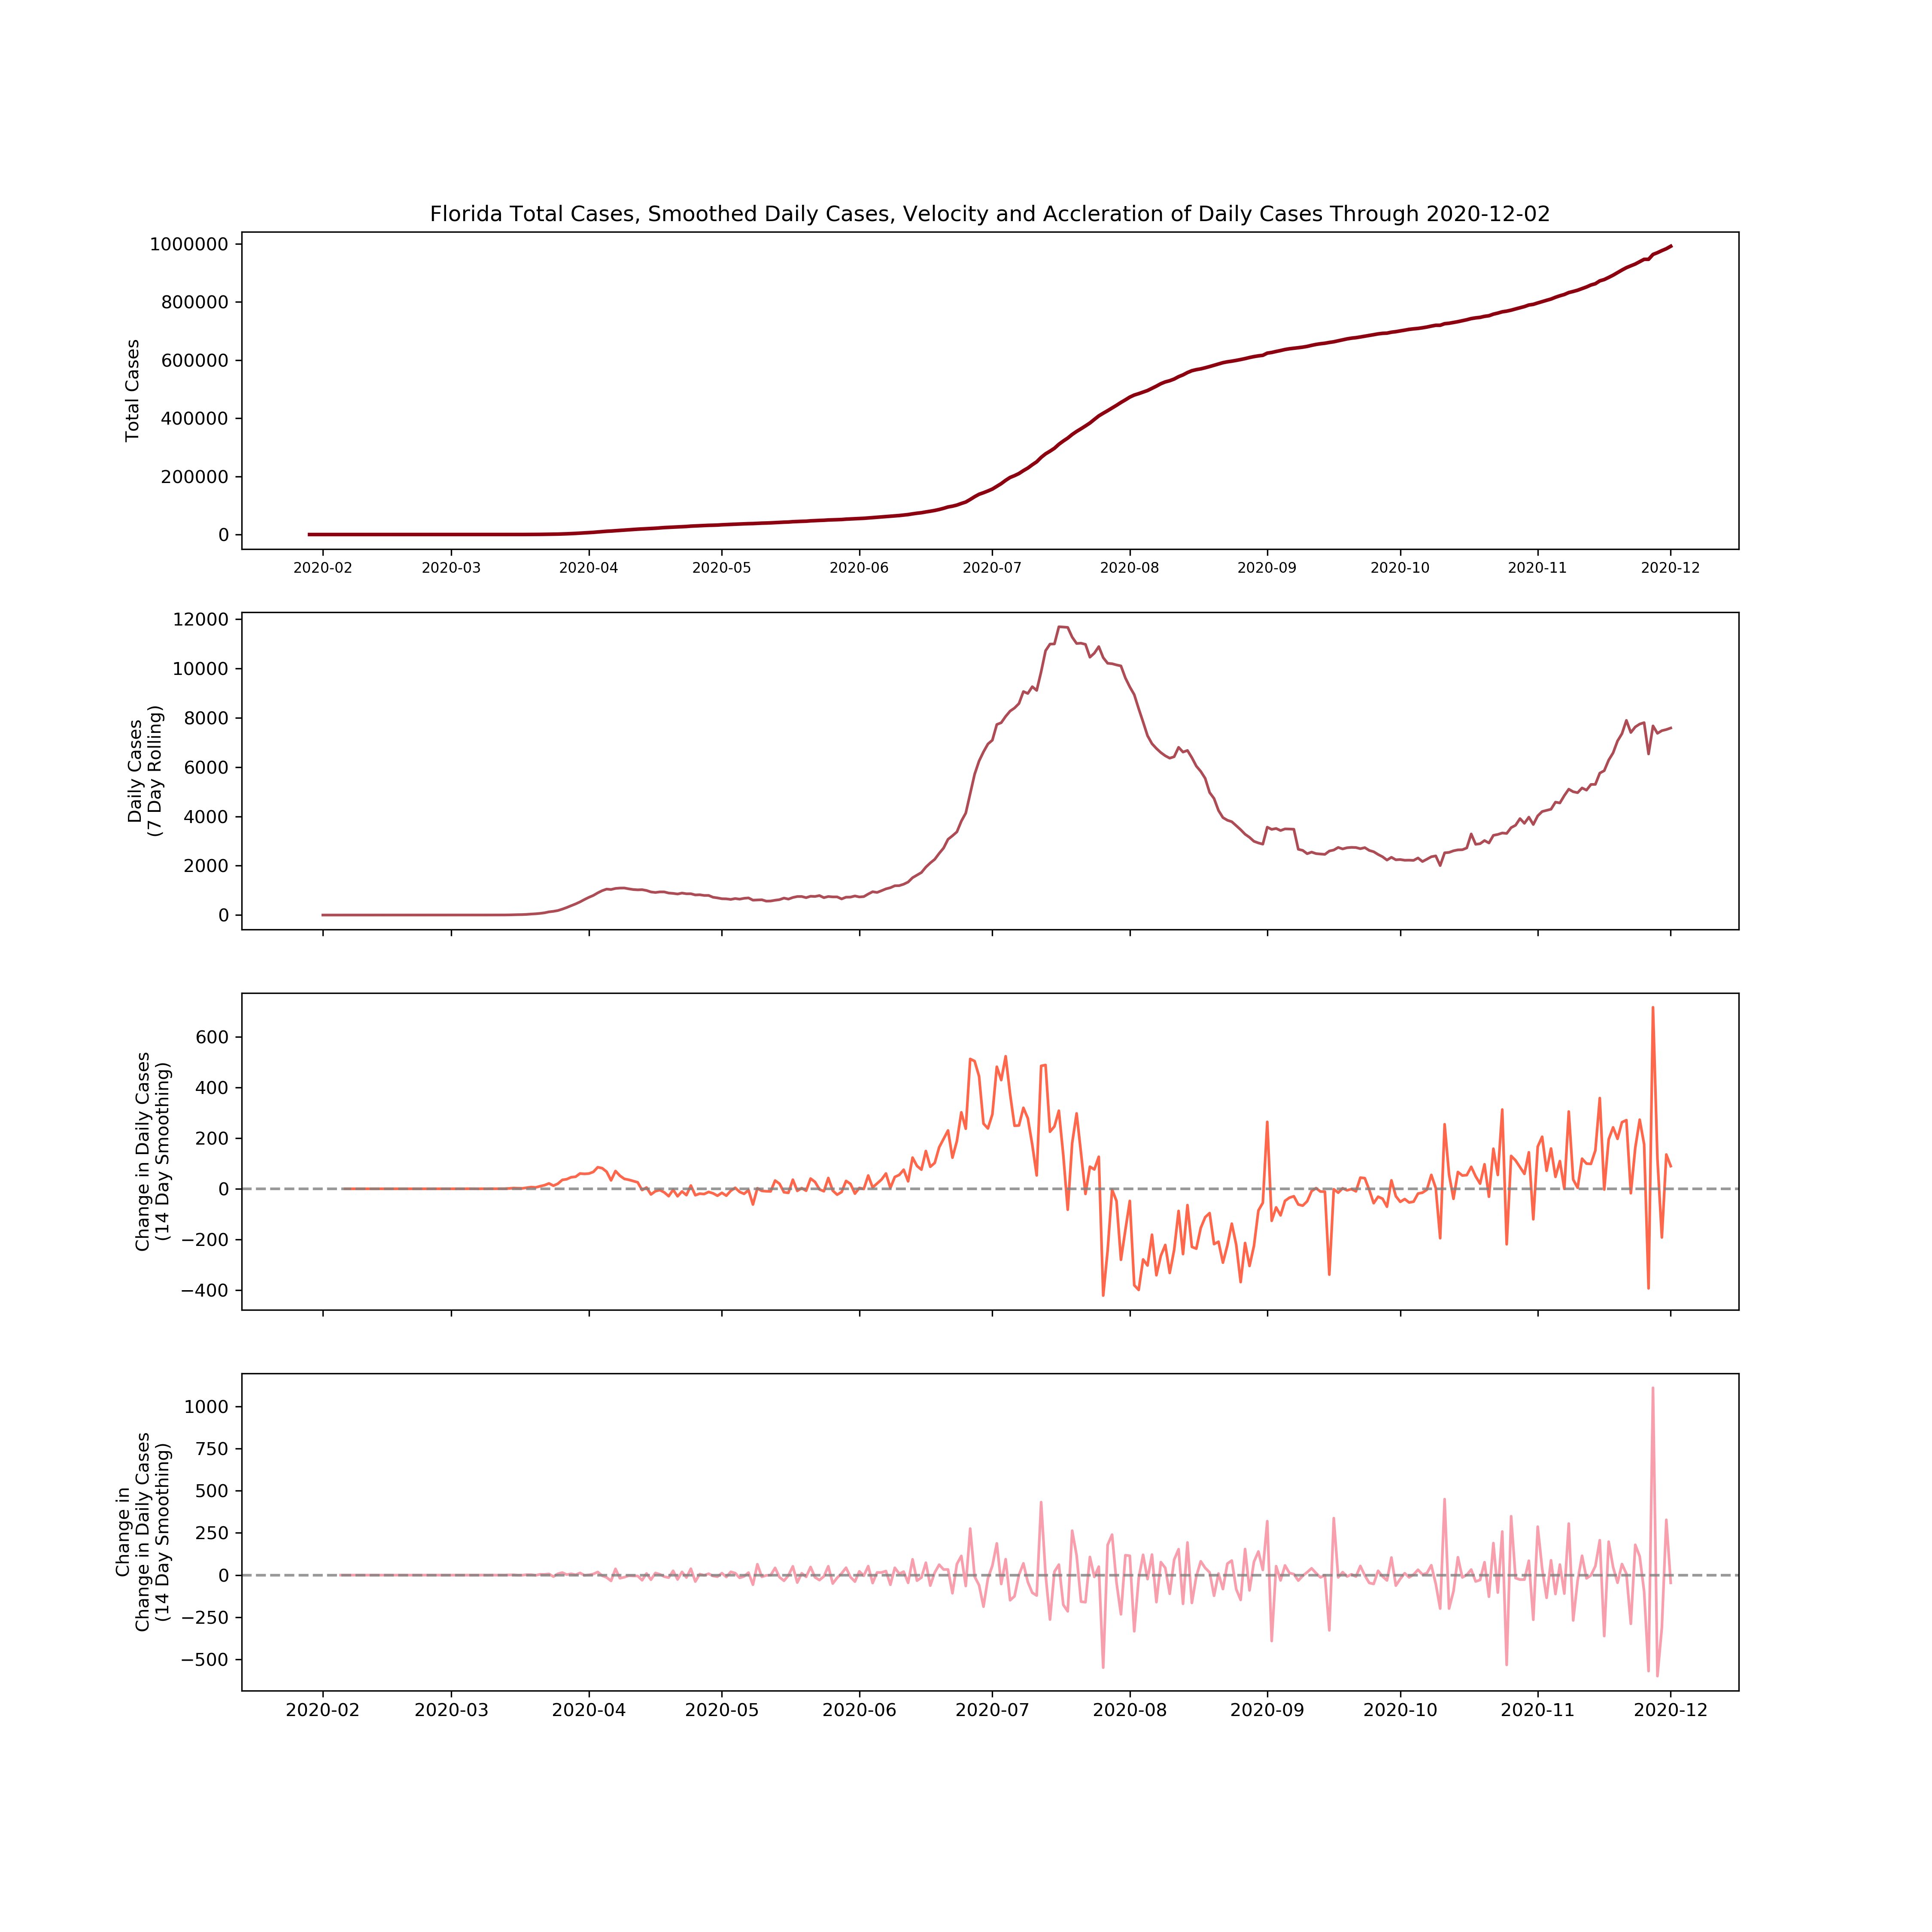 Florida Total Cases, Smoothed Daily Cases, Velocity and Accleration of Daily Cases Through 2020-12-02
Total Cases
1000000
800000
600000
400000
200000
0
2020-02 2020-03 2020-04 2020-05 2020-06 2020-07 2020-08 2020-09 2020-10 2020-11 2020-12
Daily Cases
(7 Day Rolling)
12000
10000
8000
6000
4000
2000
0
Change in Daily Cases
(14 Day Smoothing)
600
400
200
0
−200
−400
Change in
Change in Daily Cases
(14 Day Smoothing)
1000
750
500
250
0
−250
−500
2020-02 2020-03 2020-04 2020-05 2020-06 2020-07 2020-08 2020-09 2020-10 2020-11 2020-12